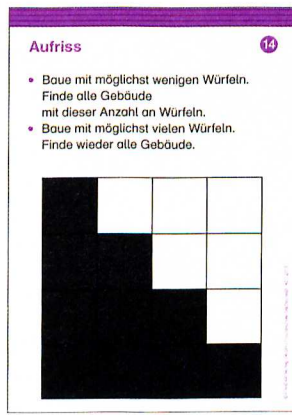 Aufriss
14
• Baue mit möglichst wenigen Würfeln.
Finde alle Gebäude
mit dieser Anzahl an Würfeln.
• Baue mit möglichst vielen Würfeln.
Finde wieder alle Gebäude.